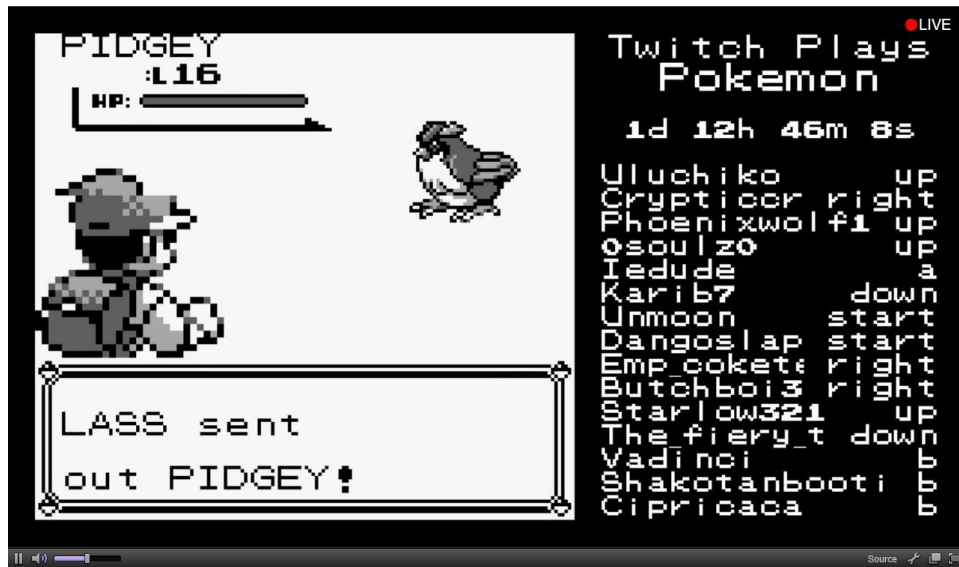 PIDGEY
:L16
HP:
LASS sent
out PIDGEY!
LIVE
Twitch Plays
Pokemon
1d 12h 46m 8s
Uluchiko up
Crypticcr right
Phoenixwolf1 up
0soulz0 up
Iedude a
Karib7 down
Unmoon start
Dangoslap start
Emp_cokete right
Butchboi3 right
Starlow321 up
The_fiery_t down
Vadinci b
Shakotanbooti b
Cipricaca b
Source